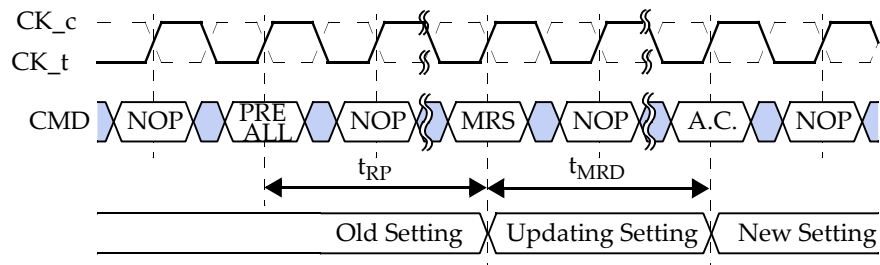 CK_c
CK_t
CMD NOP PRE ALL NOP MRS NOP A.C. NOP
tRP tMRD
Old Setting Updating Setting New Setting